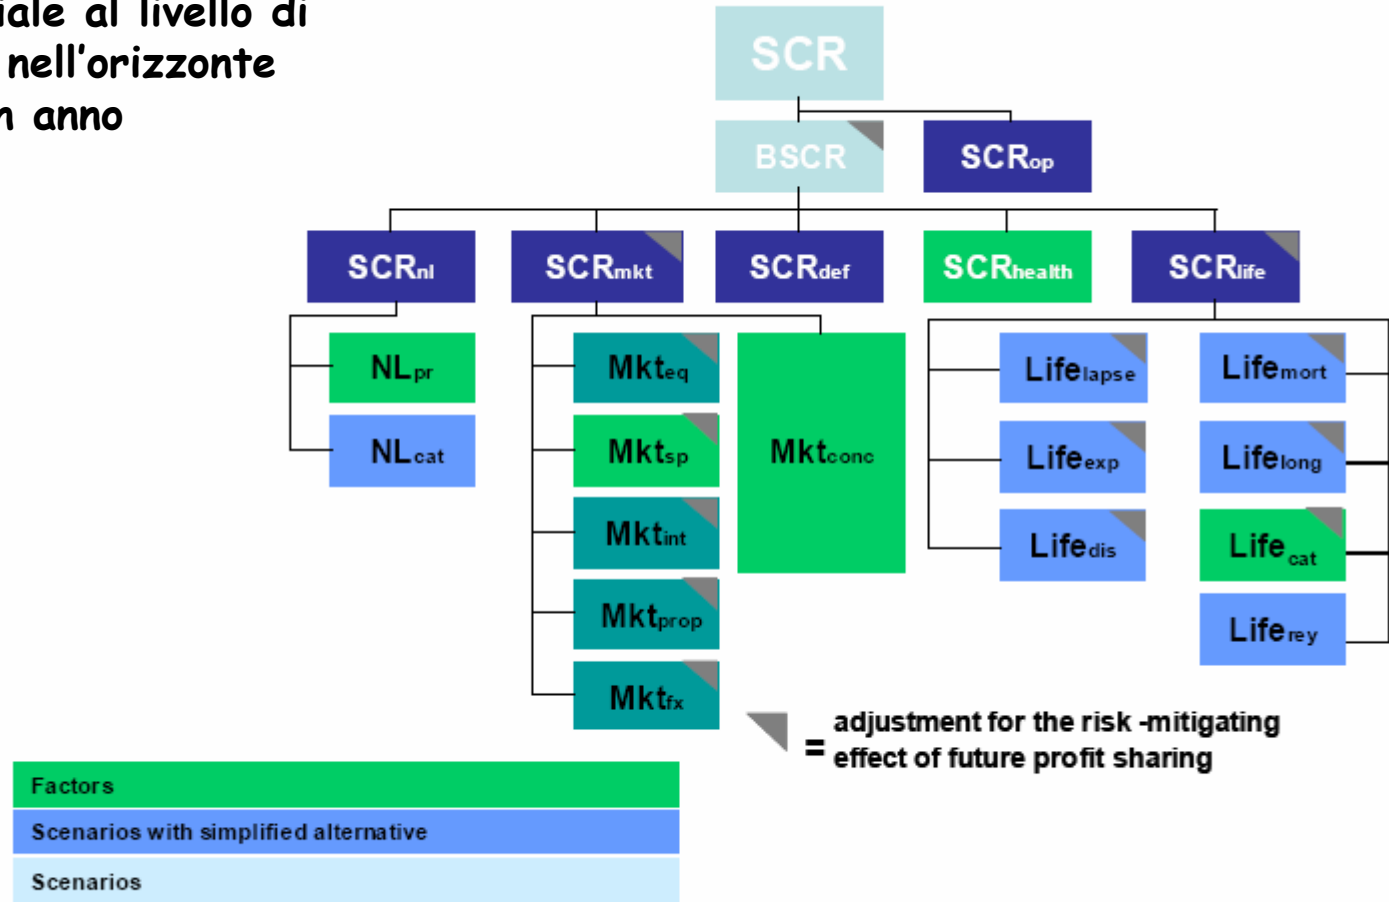 iale al livello di
nell'orizzonte
n anno
SCR
BSCR
SCRop
SCRnl
SCRmkt
SCRdef
SCRhealth
SCRlife
NLpr
NLcat
Mkteq
Mktsp
Mktint
Mktprop
Mktfx
Mktconc
Lifelapse
Lifeexp
Lifedis
Lifemort
Lifelong
Lifecat
Liferey
= adjustment for the risk -mitigating
effect of future profit sharing
Factors
Scenarios with simplified alternative
Scenarios